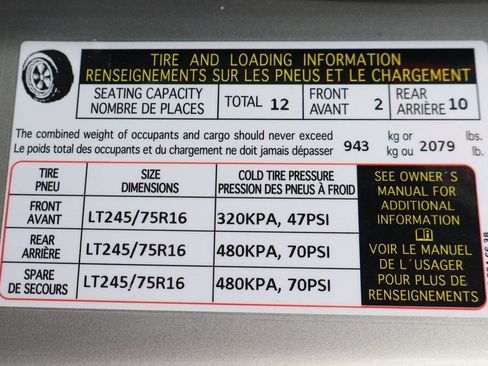 TIRE AND LOADING INFORMATION
RENSEIGNEMENTS SUR LES PNEUS ET LE CHARGEMENT
SEATING CAPACITY
NOMBRE DE PLACES
TOTAL 12
FRONT
AVANT 2
REAR
ARRIÈRE 10
The combined weight of occupants and cargo should never exceed
Le poids total des occupants et du chargement ne doit jamais dépasser
943 kg or
kg ou 2079 lbs.
lb.
TIRE
PNEU
SIZE
DIMENSIONS
COLD TIRE PRESSURE
PRESSION DES PNEUS À FROID
FRONT
AVANT
LT245/75R16
320KPA, 47PSI
REAR
ARRIÈRE
LT245/75R16
480KPA, 70PSI
SPARE
DE SECOURS
LT245/75R16
480KPA, 70PSI
SEE OWNER´S
MANUAL FOR
ADDITIONAL
INFORMATION
VOIR LE MANUEL
DE L´USAGER
POUR PLUS DE
RENSEIGNEMENTS